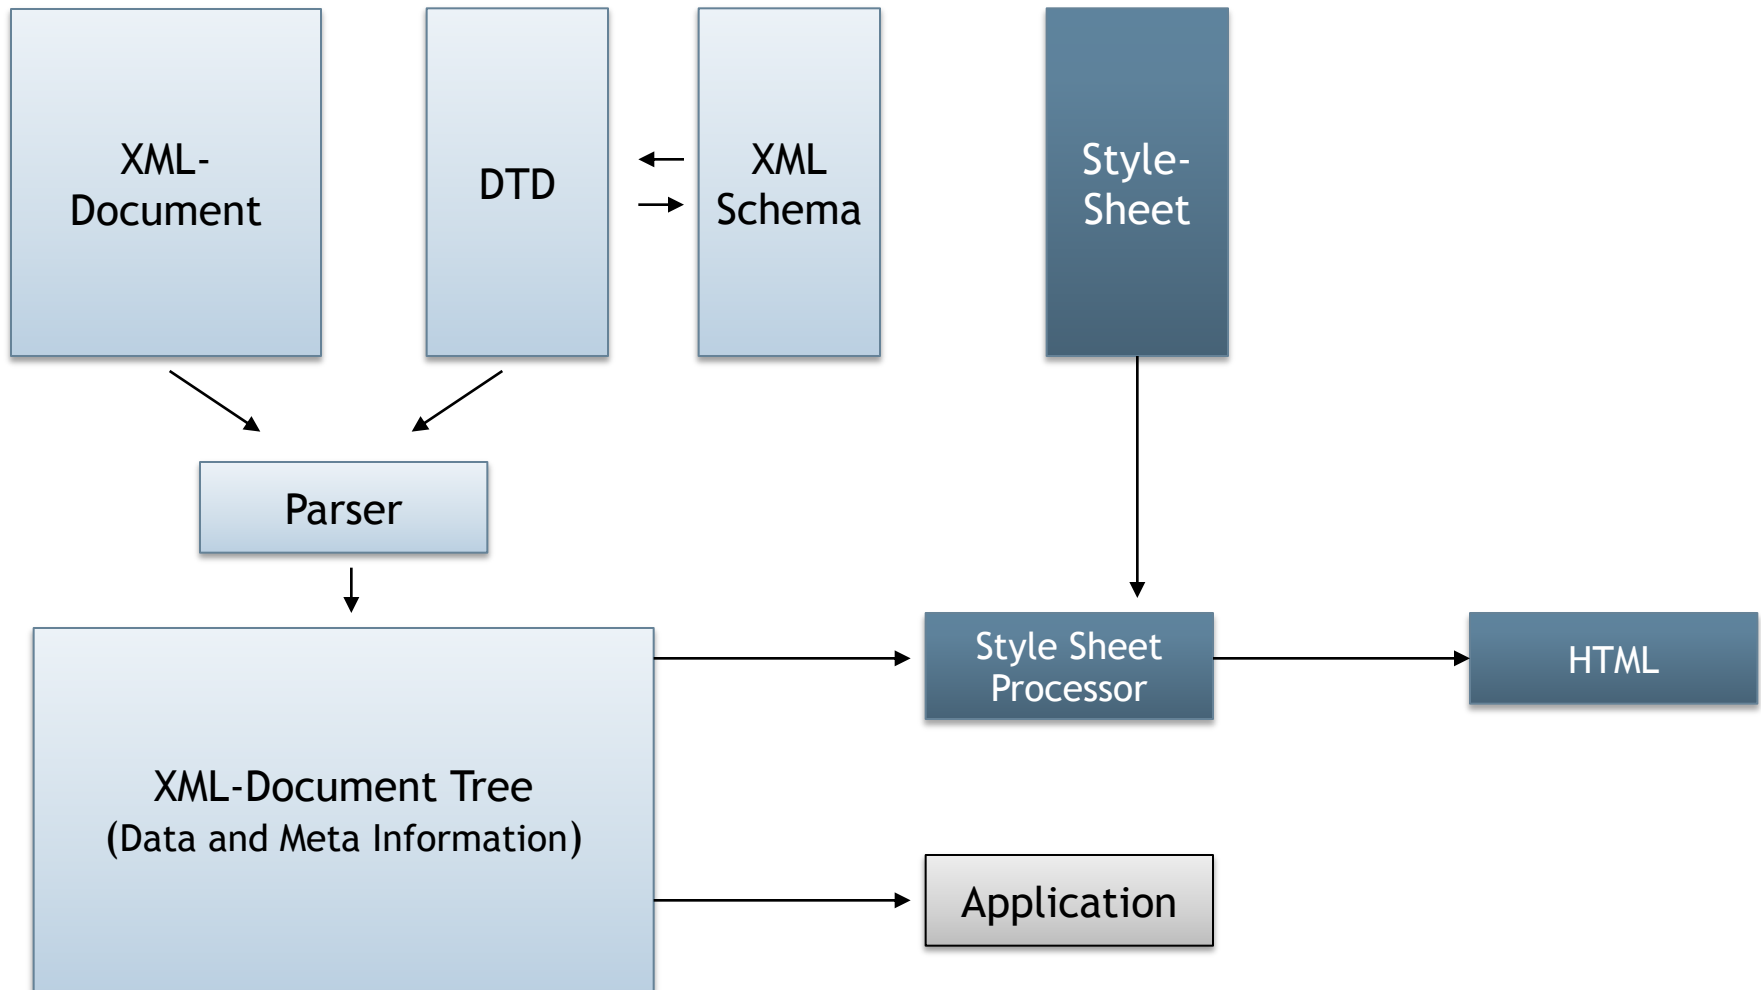 XML-
Document
DTD
XML
Schema
Style-
Sheet
Parser
Style Sheet
Processor
HTML
XML-Document Tree
(Data and Meta Information)
Application